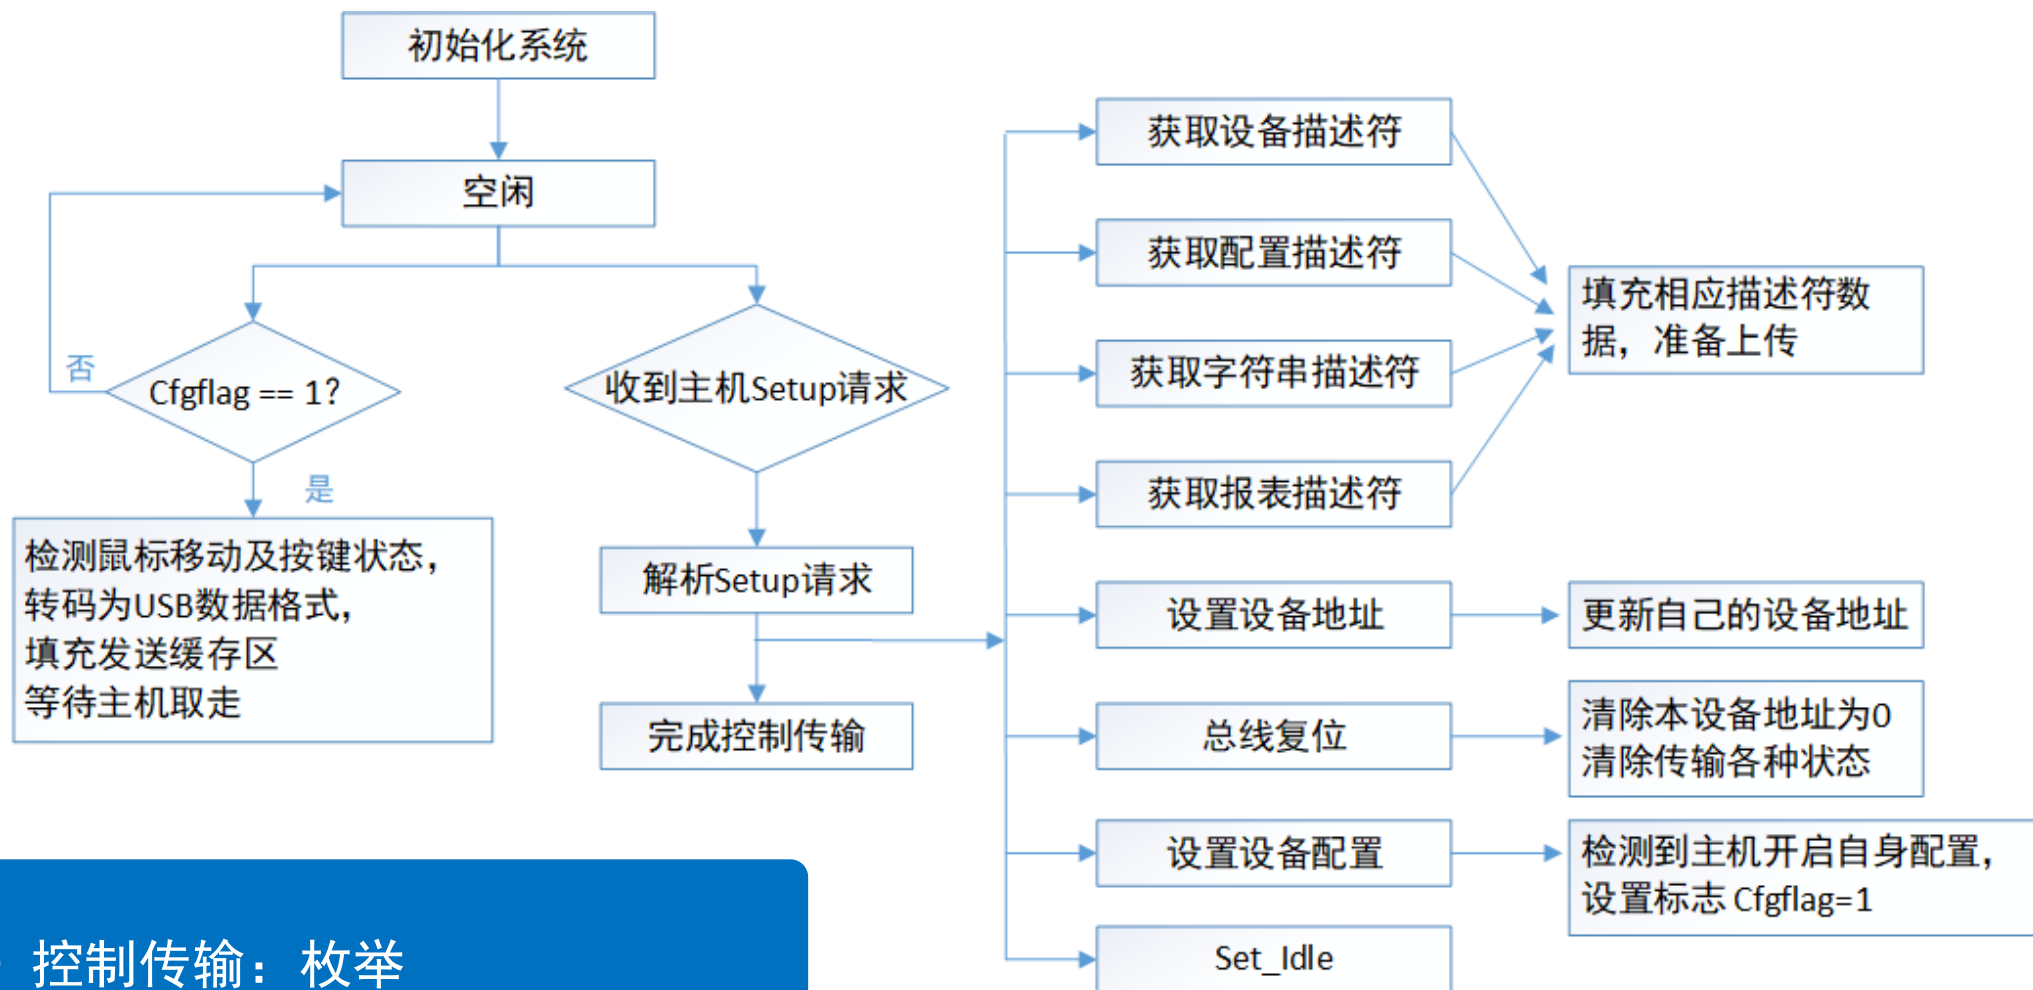 初始化系统
空闲
否
Cfgflag == 1?
是
检测鼠标移动及按键状态，
转码为USB数据格式，
填充发送缓存区
等待主机取走
收到主机Setup请求
解析Setup请求
完成控制传输
获取设备描述符
获取配置描述符
获取字符串描述符
获取报表描述符
填充相应描述符数
据，准备上传
设置设备地址
更新自己的设备地址
总线复位
清除本设备地址为0
清除传输各种状态
设置设备配置
检测到主机开启自身配置，
设置标志 Cfgflag=1
Set_Idle
控制传输：枚举